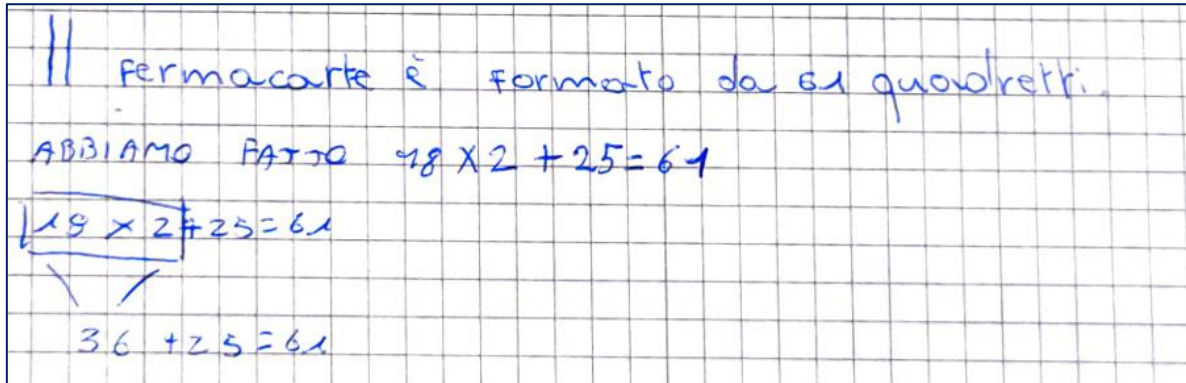 Il fermacarte è formato da 61 quadretti.
ABBIAMO FATTO 18 X 2 + 25 = 61
18 × 2 + 25 = 61
36 + 25 = 61